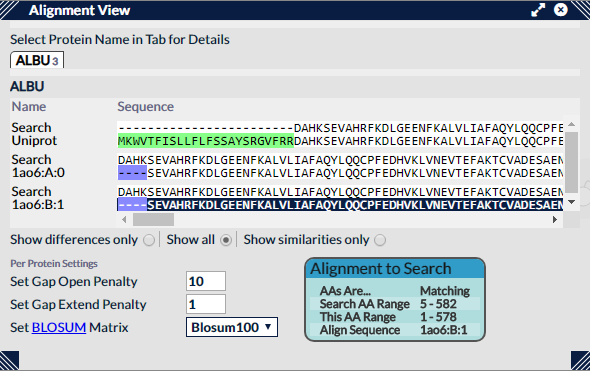 Alignment View
Select Protein Name in Tab for Details
ALBU 3
ALBU
Name Sequence
Search ------------------------DAHKSEVAHRFKDLGEENFKALVLIAFAQYLQQCPFE
Uniprot MKWVTFISLLFLFSSAYSRGVFRRDAHKSEVAHRFKDLGEENFKALVLIAFAQYLQQCPFE
Search DAHKSEVAHRFKDLGEENFKALVLIAFAQYLQQCPFEDHVKLVNEVTEFAKTCVADESAEN
1ao6:A:0 ----SEVAHRFKDLGEENFKALVLIAFAQYLQQCPFEDHVKLVNEVTEFAKTCVADESAEN
Search DAHKSEVAHRFKDLGEENFKALVLIAFAQYLQQCPFEDHVKLVNEVTEFAKTCVADESAEN
1ao6:B:1 ----SEVAHRFKDLGEENFKALVLIAFAQYLQQCPFEDHVKLVNEVTEFAKTCVADESAEN
Show differences only Show all Show similarities only
Per Protein Settings
Set Gap Open Penalty 10
Set Gap Extend Penalty 1
Set BLOSUM Matrix Blosum100
Alignment to Search
AAs Are... Matching
Search AA Range 5 - 582
This AA Range 1 - 578
Align Sequence 1ao6:B:1